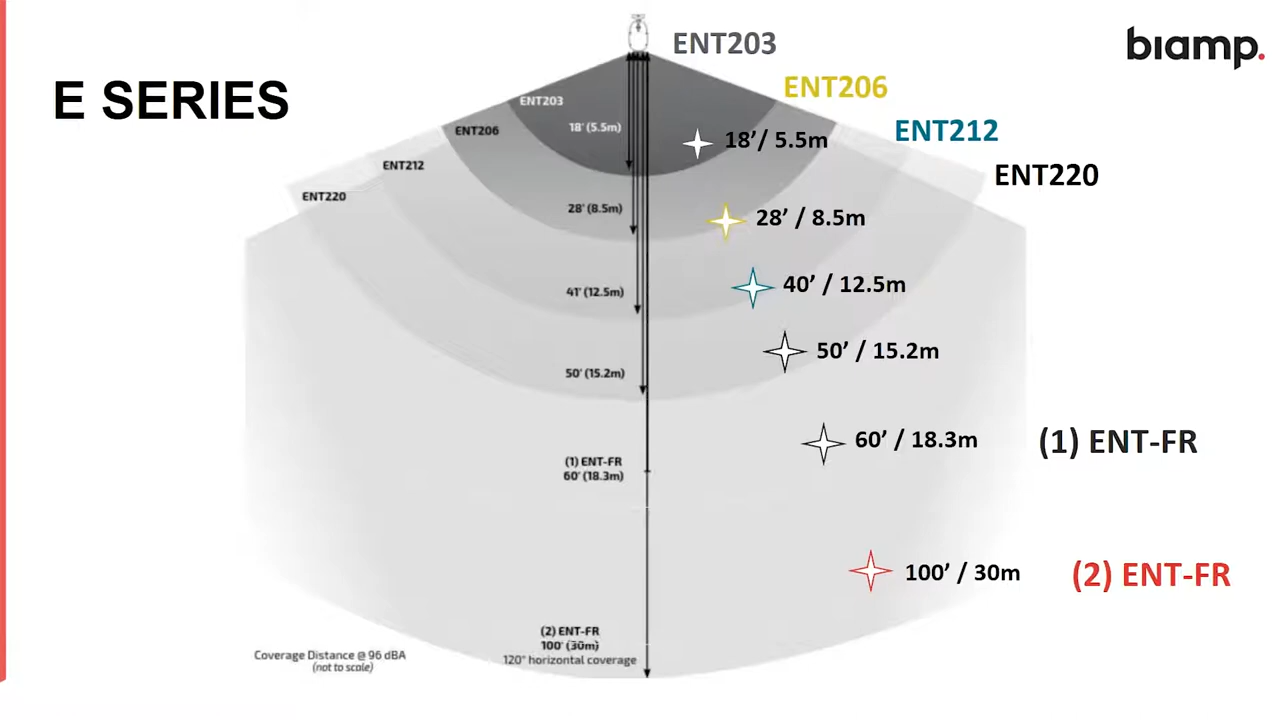 ENT203
biamp.
E SERIES
ENT206
ENT203
ENT212
ENT206
18' (5.5m)
18'/ 5.5m
ENT212
ENT220
ENT220
28' (8.5m)
28' / 8.5m
41' (12.5m)
40' / 12.5m
50' (15.2m)
50' / 15.2m
(1) ENT-FR
60' (18.3m)
60' / 18.3m
(1) ENT-FR
100' / 30m
(2) ENT-FR
(2) ENT-FR
100' (30m)
120° horizontal coverage
Coverage Distance @ 96 dBA
(not to scale)